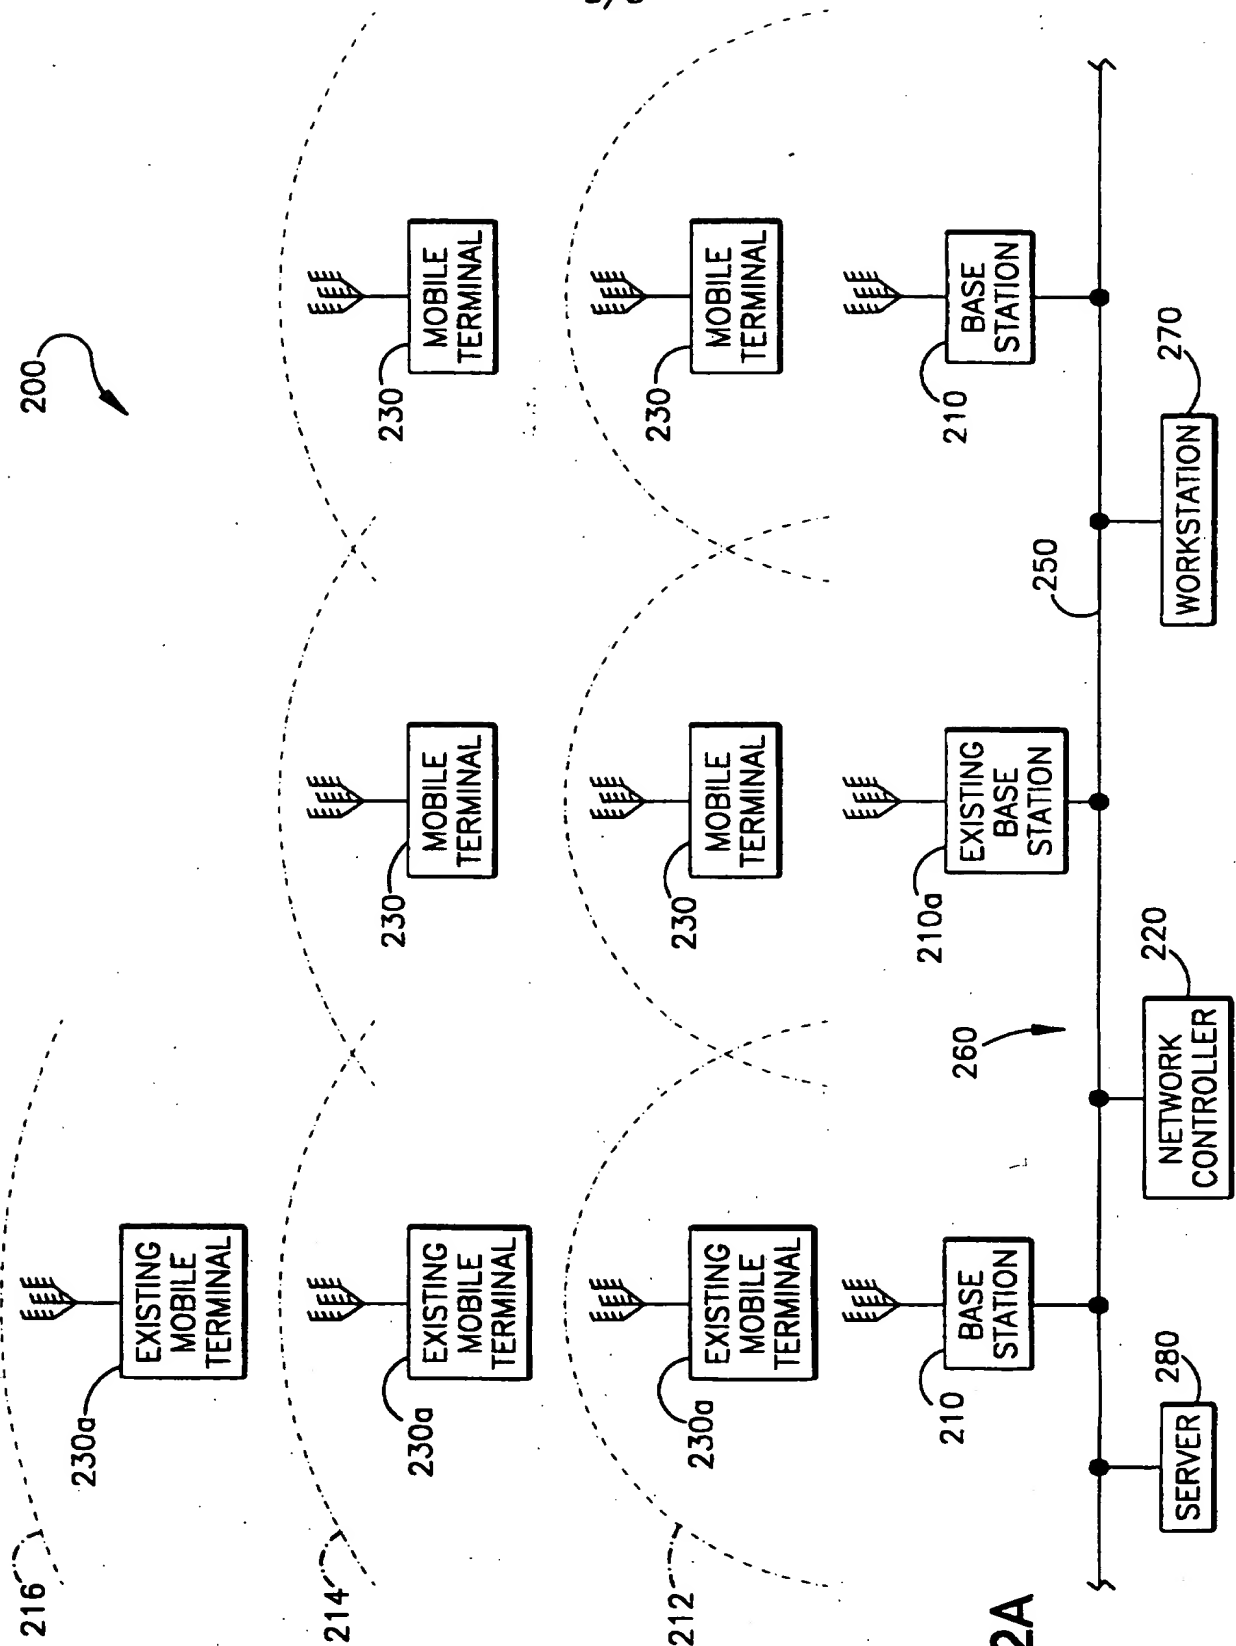 200
216
230a
EXISTING
MOBILE
TERMINAL
214
230a
EXISTING
MOBILE
TERMINAL
230
MOBILE
TERMINAL
230
MOBILE
TERMINAL
212
230a
EXISTING
MOBILE
TERMINAL
230
MOBILE
TERMINAL
230
MOBILE
TERMINAL
210
BASE
STATION
210a
EXISTING
BASE
STATION
210
BASE
STATION
260
250
280
SERVER
220
NETWORK
CONTROLLER
270
WORKSTATION
2A